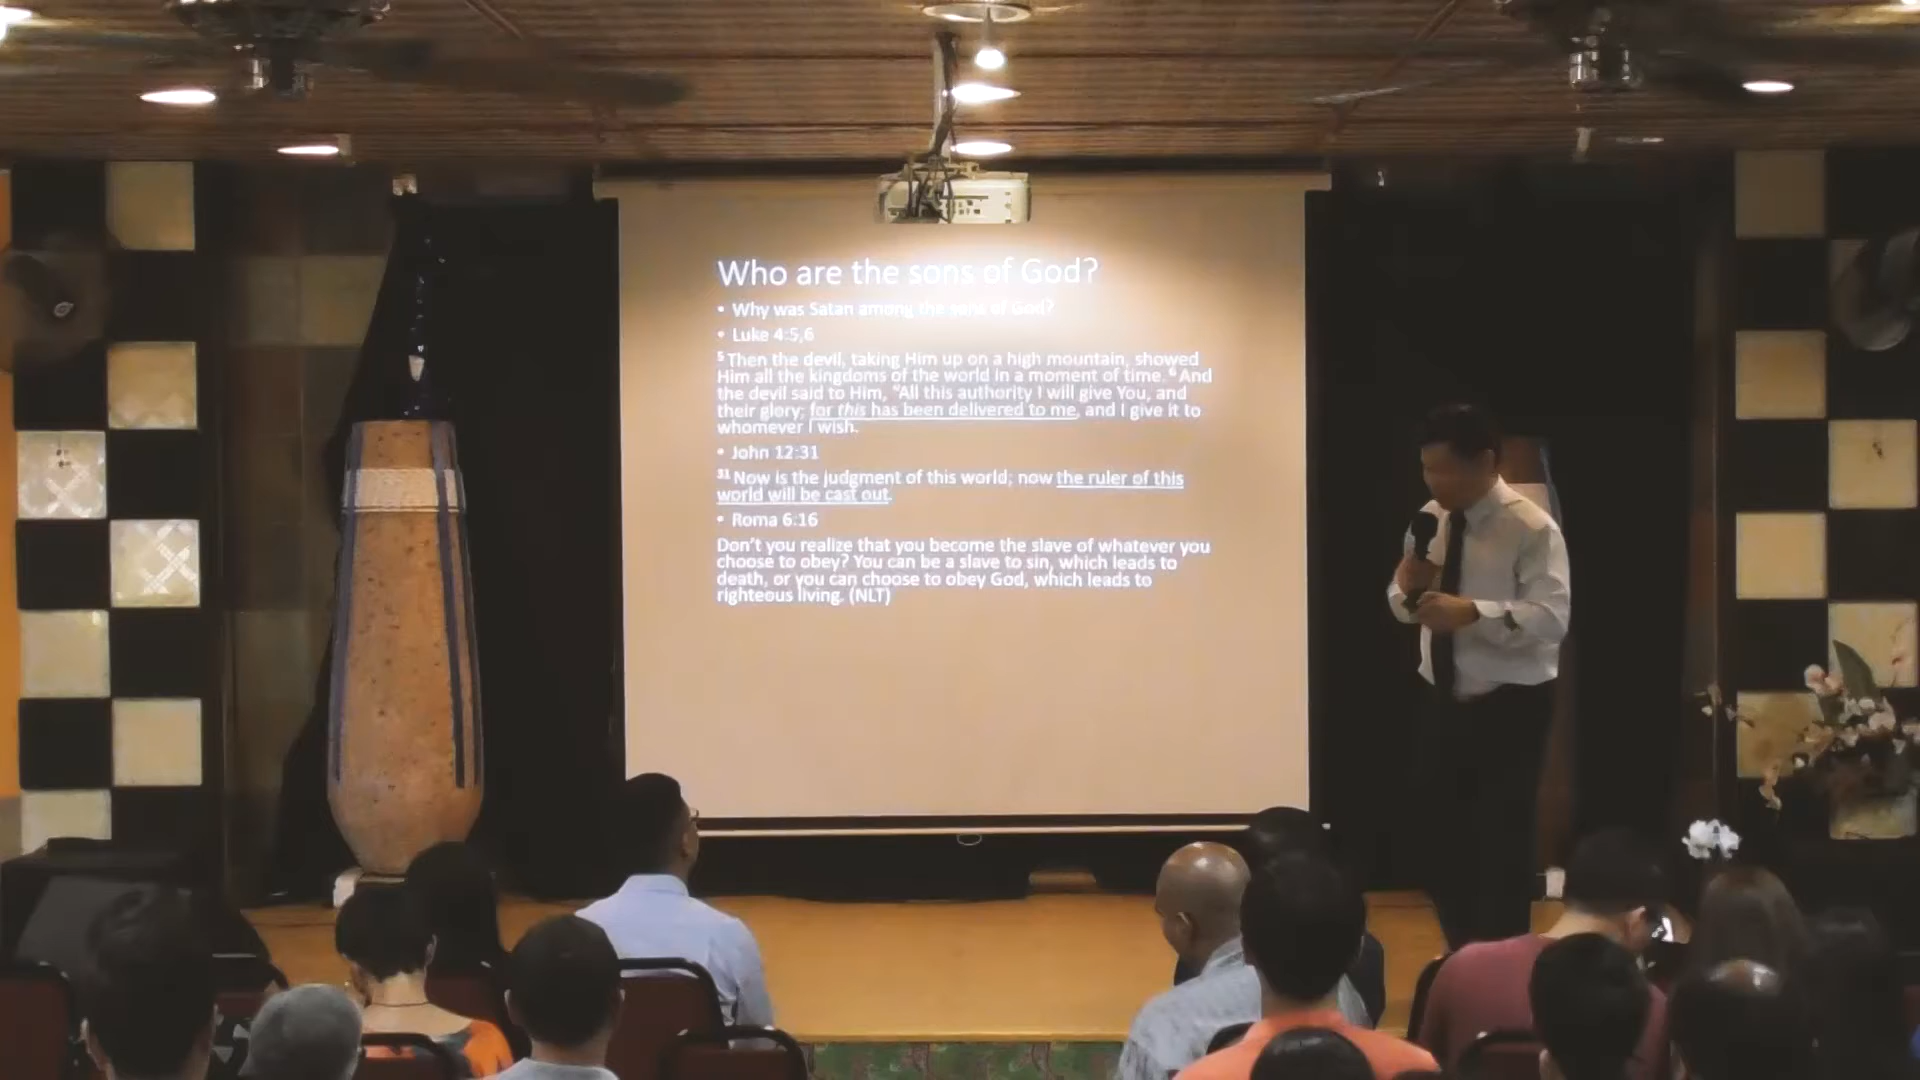 Who are the sons of God?
• Why was Satan among the sons of God?
• Luke 4:5,6
5 Then the devil, taking Him up on a high mountain, showed
Him all the kingdoms of the world in a moment of time. 6 And
the devil said to Him, "All this authority I will give You, and
their glory; for this has been delivered to me, and I give it to
whomever I wish.
• John 12:31
31 Now is the judgment of this world; now the ruler of this
world will be cast out.
• Roma 6:16
Don't you realize that you become the slave of whatever you
choose to obey? You can be a slave to sin, which leads to
death, or you can choose to obey God, which leads to
righteous living. (NLT)